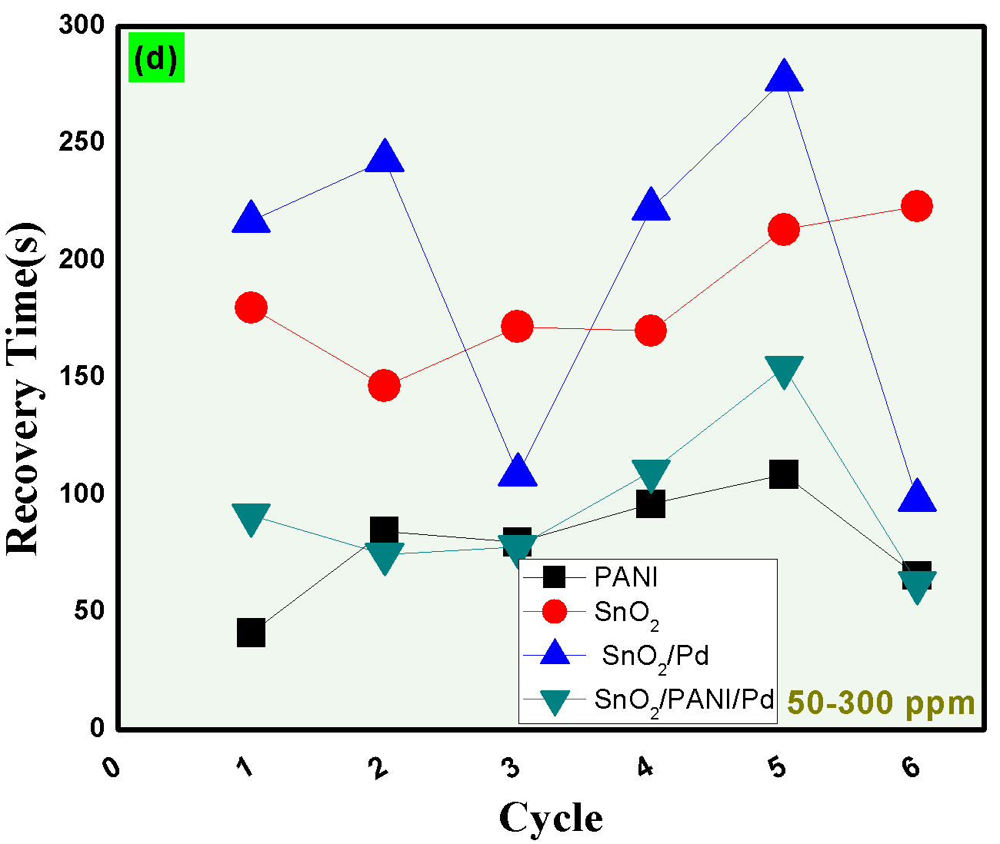 (d)
300
250
200
150
100
50
0
Recovery Time(s)
PANI
SnO₂
SnO₂/Pd
SnO₂/PANI/Pd
50-300 ppm
0 1 2 3 4 5 6
Cycle